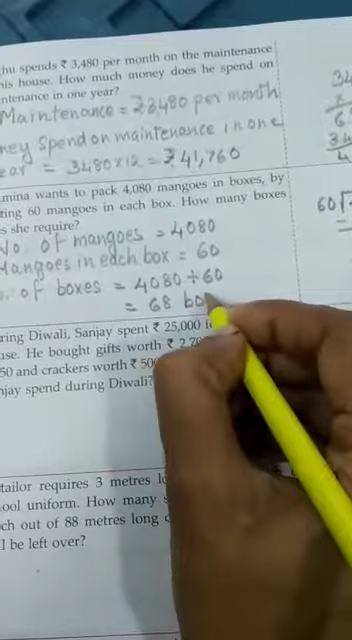 hu spends ₹ 3,480 per month on the maintenance
his house. How much money does he spend on
ntenance in one year?
Maintenance = ₹3480 per month
ney Spend on maintenance in one
ear = 3480 × 12 = ₹41,760
mina wants to pack 4,080 mangoes in boxes, by
ting 60 mangoes in each box. How many boxes
s she require?
No. of mangoes = 4080
Mangoes in each box = 60
. of boxes = 4080 ÷ 60
= 68 bo
60
ring Diwali, Sanjay spent ₹ 25,000
use. He bought gifts worth ₹
50 and crackers worth ₹
njay spend during Diwali?
tailor requires 3 metres
ool uniform. How many
ch out of 88 metres long
l be left over?